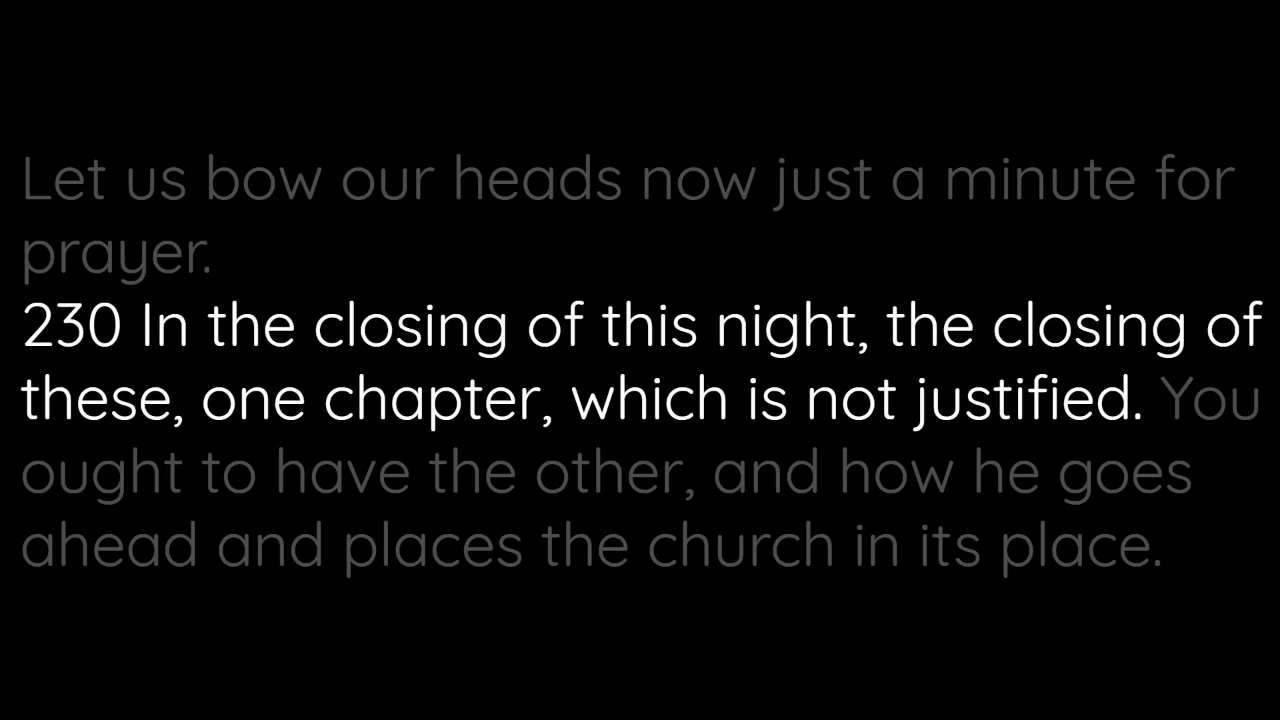 Let us bow our heads now just a minute for
prayer.
230 In the closing of this night, the closing of
these, one chapter, which is not justified. You
ought to have the other, and how he goes
ahead and places the church in its place.